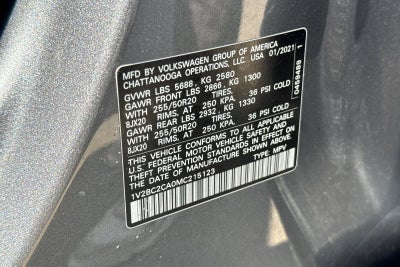 MFD. BY VOLKSWAGEN GROUP OF AMERICA
CHATTANOOGA OPERATIONS, LLC. USA 01/2021
GVWR LBS 5688, KG 2580
GAWR FRONT LBS 2866, KG 1300
WITH 255/50R20 TIRES,
8JX20 RIMS, AT 250 KPA, 36 PSI COLD
GAWR REAR LBS 2932, KG 1330
WITH 255/50R20 TIRES,
8JX20 RIMS, AT 250 KPA, 36 PSI COLD
THIS VEHICLE CONFORMS TO ALL APPLICABLE
U.S. FEDERAL MOTOR VEHICLE SAFETY AND
THEFT PREVENTION STANDARDS IN EFFECT ON
THE DATE OF MANUFACTURE SHOWN ABOVE.
1V2BC2CA0MC215123 TYPE: MPV
0459489 1